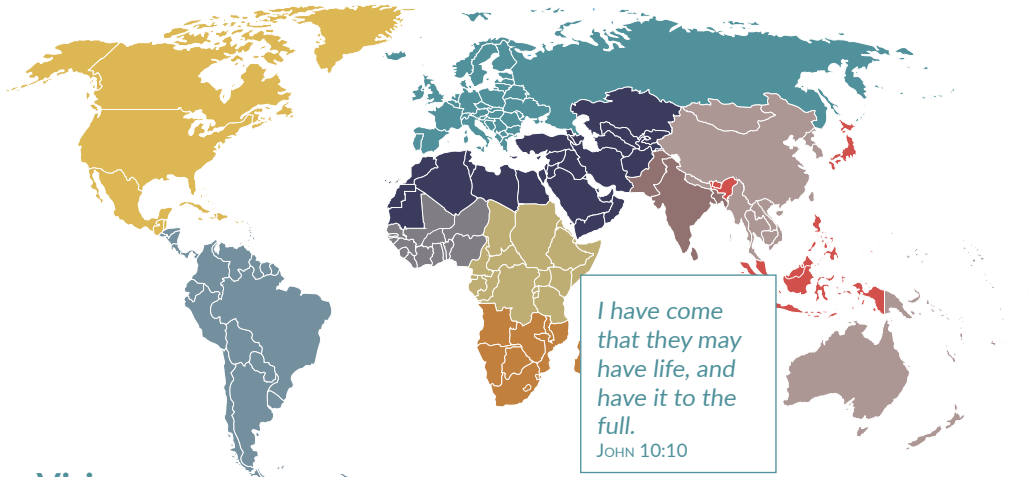 I have come
that they may
have life, and
have it to the
full.
John 10:10